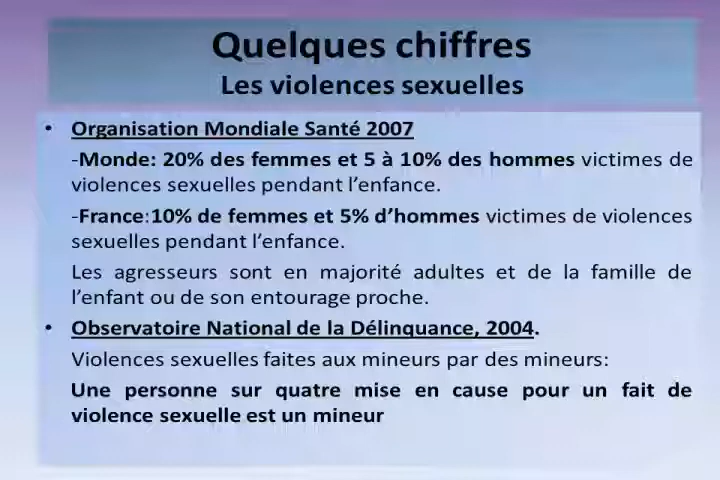 Quelques chiffres
Les violences sexuelles
• Organisation Mondiale Santé 2007
-Monde: 20% des femmes et 5 à 10% des hommes victimes de
violences sexuelles pendant l’enfance.
-France:10% de femmes et 5% d’hommes victimes de violences
sexuelles pendant l’enfance.
Les agresseurs sont en majorité adultes et de la famille de
l’enfant ou de son entourage proche.
• Observatoire National de la Délinquance, 2004.
Violences sexuelles faites aux mineurs par des mineurs:
Une personne sur quatre mise en cause pour un fait de
violence sexuelle est un mineur